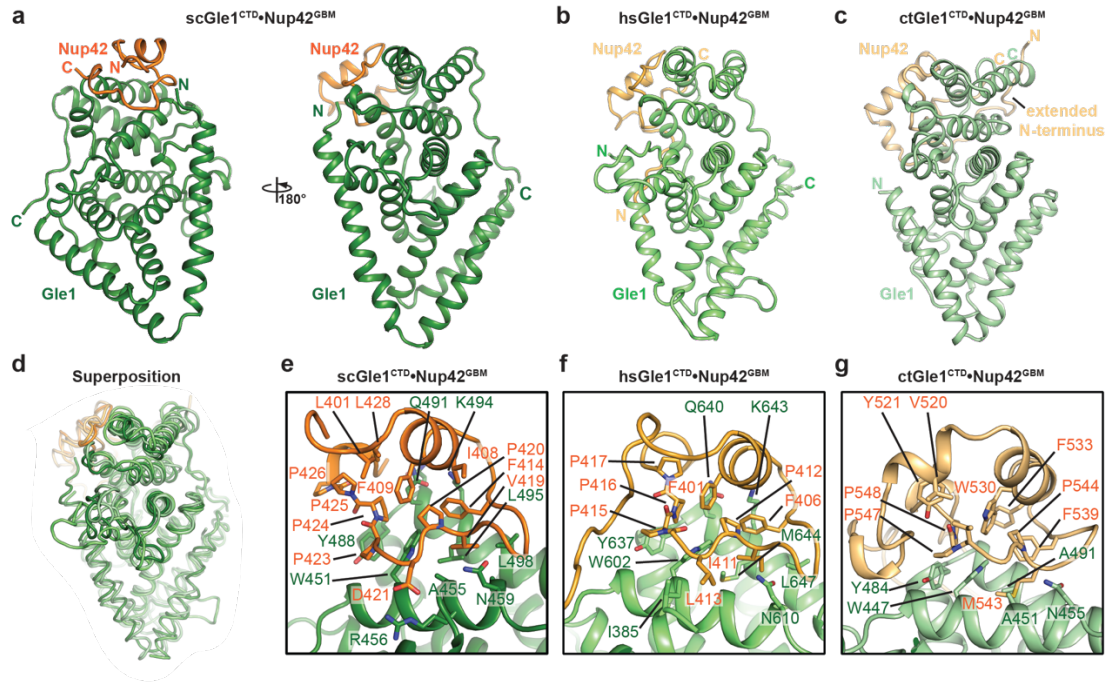 a
scGle1CTD•Nup42GBM
b
hsGle1CTD•Nup42GBM
c
ctGle1CTD•Nup42GBM
Nup42
C
N
N
C
Gle1
180°
Nup42
N
C
Nup42
C
N
N
C
Gle1
Nup42
N
C
C
extended
N-terminus
N
Gle1
d
Superposition
e
scGle1CTD•Nup42GBM
L401
L428
Q491
K494
P426
I408
P420
F409
F414
P425
V419
P424
L495
Y488
P423
L498
W451
A455
D421
N459
R456
f
hsGle1CTD•Nup42GBM
Q640
K643
P417
F401
P412
P416
F406
P415
Y637
M644
W602
I411
L647
L413
I385
N610
g
ctGle1CTD•Nup42GBM
Y521
V520
F533
W530
P548
P544
P547
F539
A491
Y484
W447
M543
A451
N455